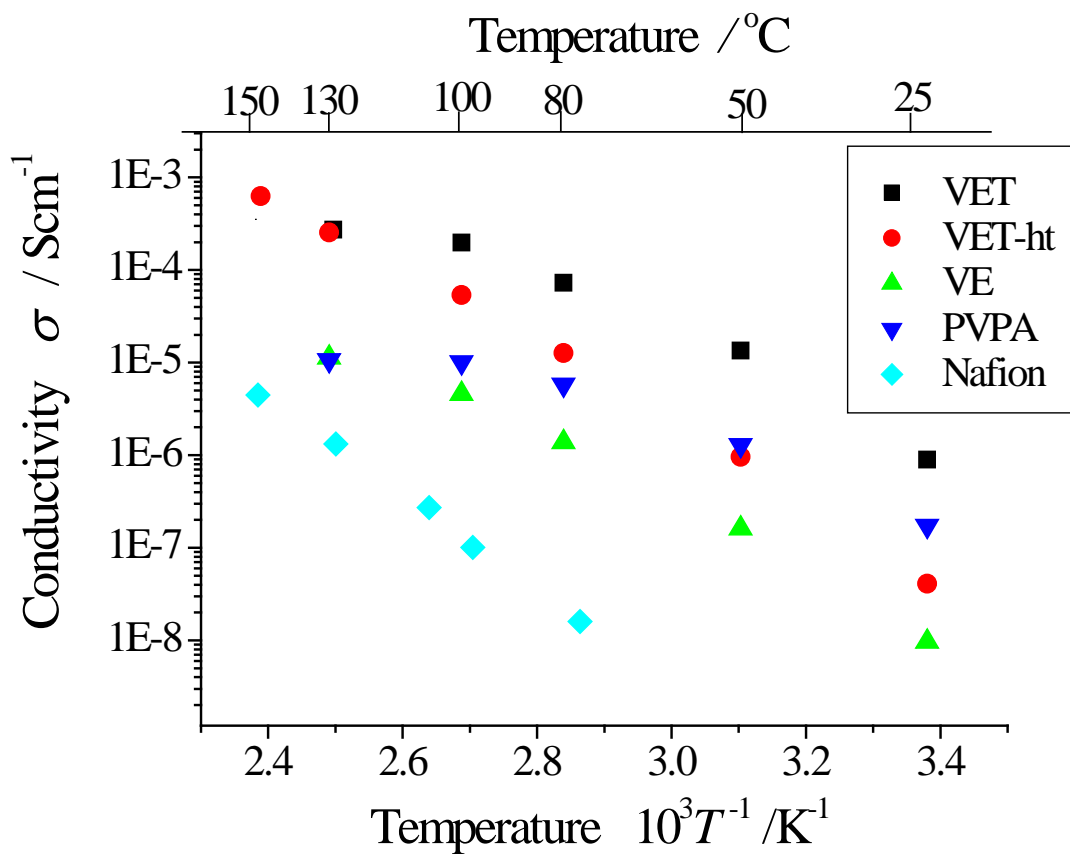 Temperature /°C
150 130 100 80 50 25
Conductivity σ / Scm⁻¹
1E-3
1E-4
1E-5
1E-6
1E-7
1E-8
VET
VET-ht
VE
PVPA
Nafion
2.4 2.6 2.8 3.0 3.2 3.4
Temperature 10³T⁻¹ /K⁻¹